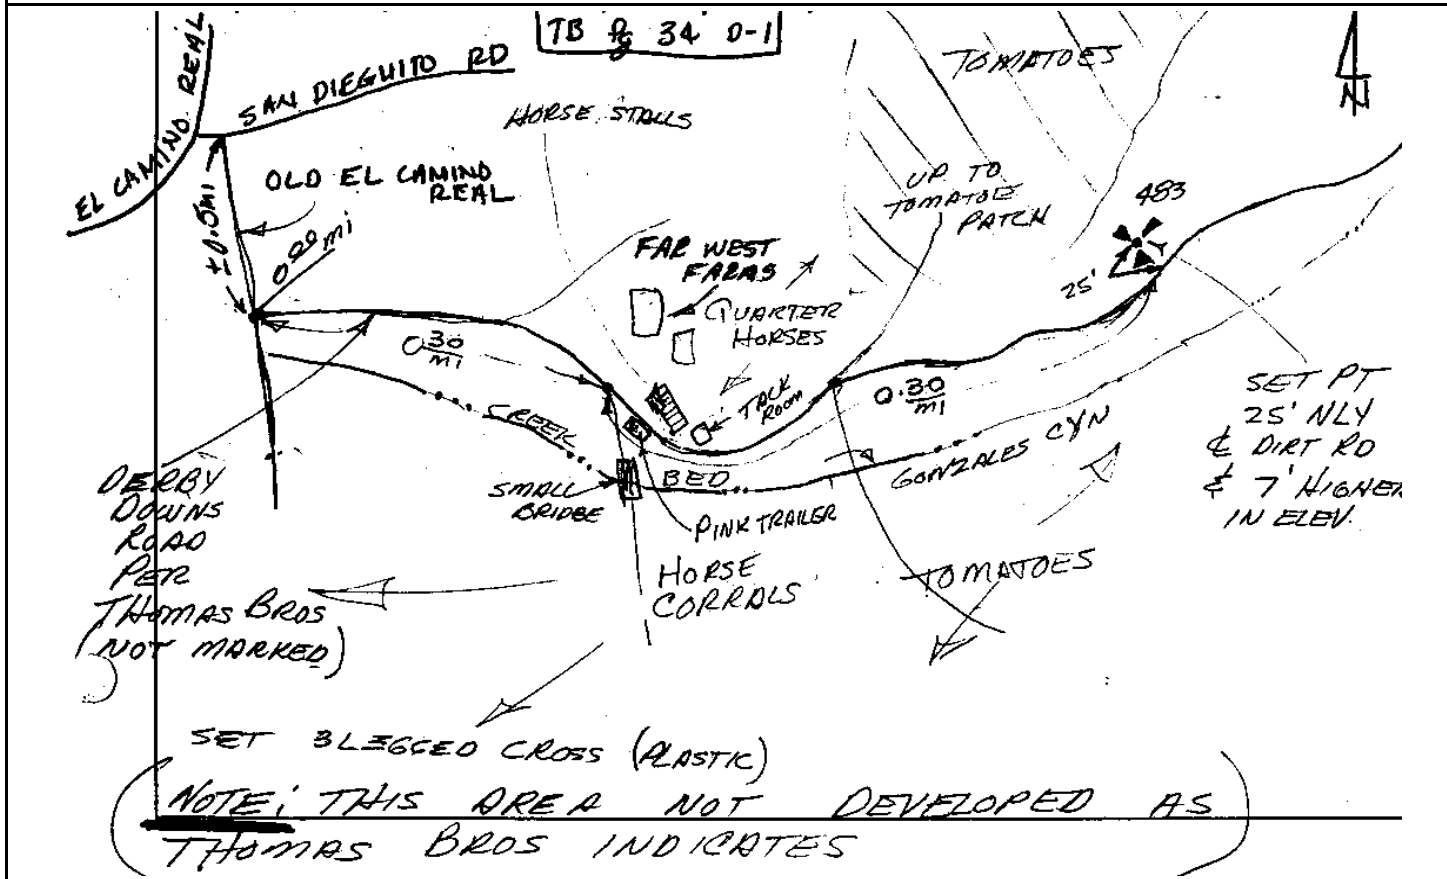 TB Pg 34 D-1
EL CAMINO REAL
SAN DIEGUITO RD
TOMATOES
N
HORSE STALLS
OLD EL CAMINO
REAL
±0.5mi
0.00 mi
UP TO
TOMATOE
PATCH
483
25'
FAR WEST
FARMS
QUARTER
HORSES
0.30
mi
TACK
ROOM
0.30
mi
SET PT
25' NLY
₵ DIRT RD
& 7' HIGHER
IN ELEV.
CREEK
BED
GONZALES CYN
SMALL
BRIDGE
PINK TRAILER
DERBY
DOWNS
ROAD
PER
THOMAS BROS
(NOT MARKED)
HORSE
CORRALS
TOMATOES
SET 3 LEGGED CROSS (PLASTIC)
NOTE: THIS AREA NOT DEVELOPED AS
THOMAS BROS INDICATES